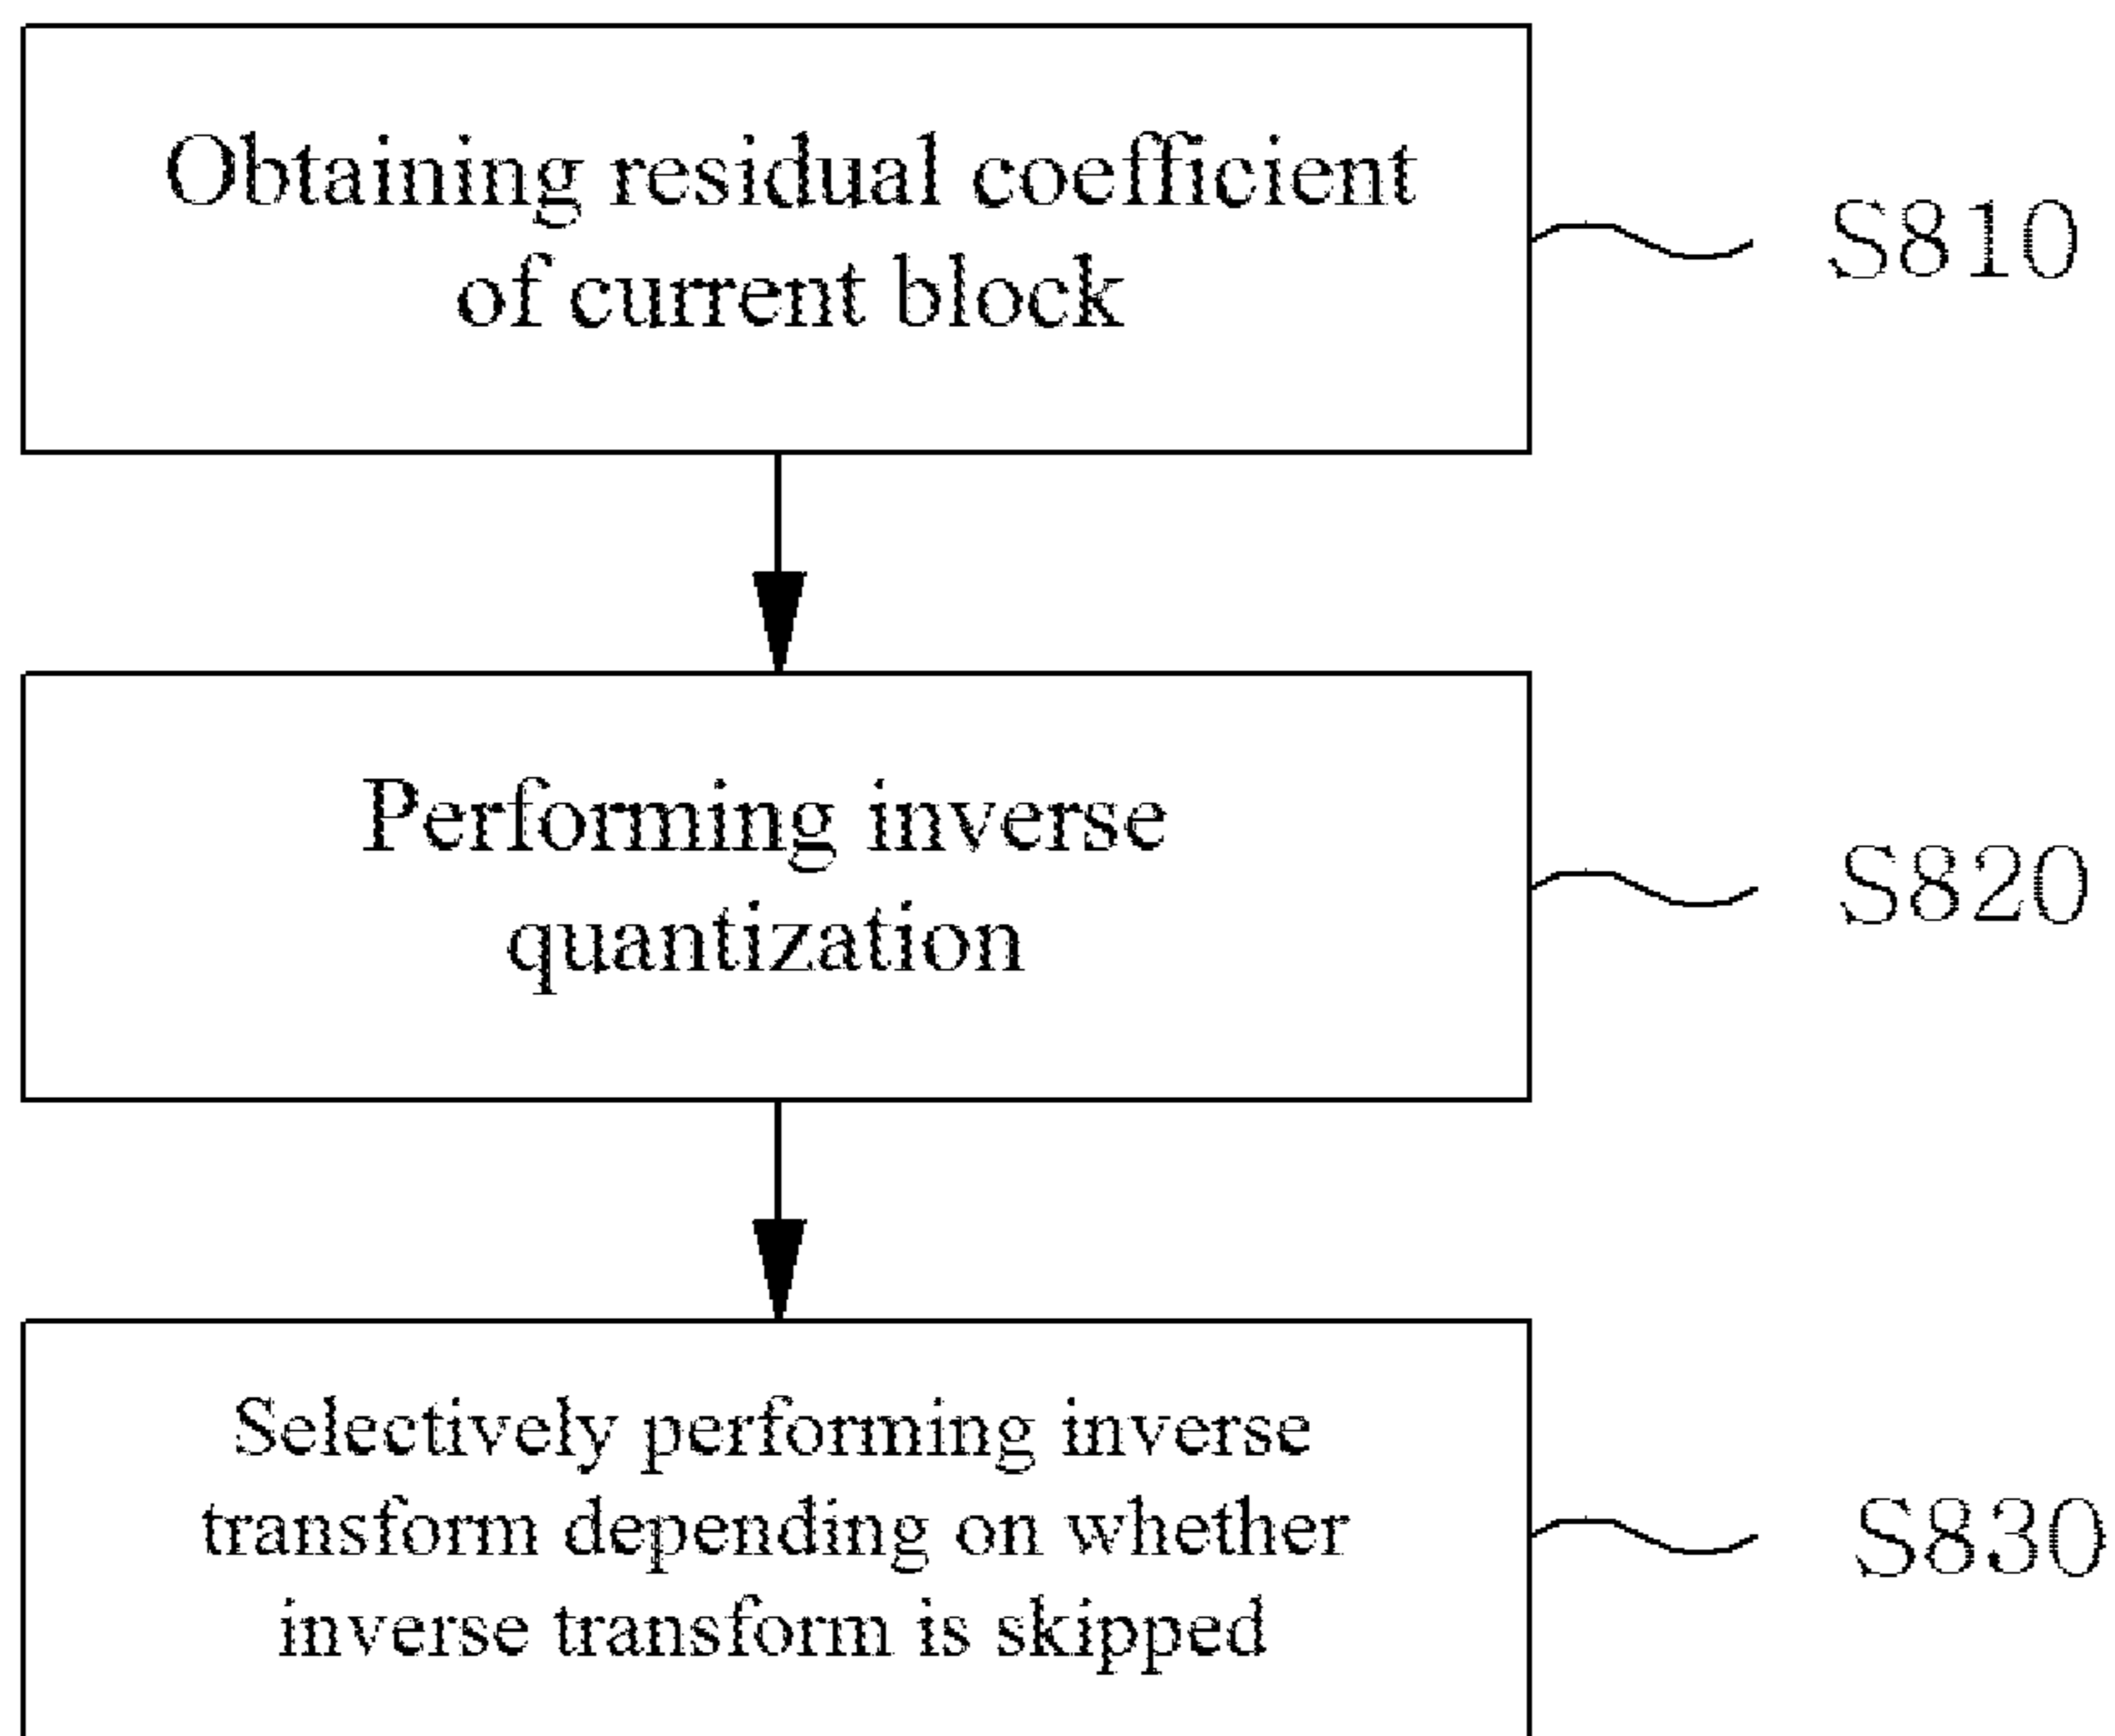 Obtaining residual coefficient
of current block
S810
Performing inverse
quantization
S820
Selectively performing inverse
transform depending on whether
inverse transform is skipped
S830